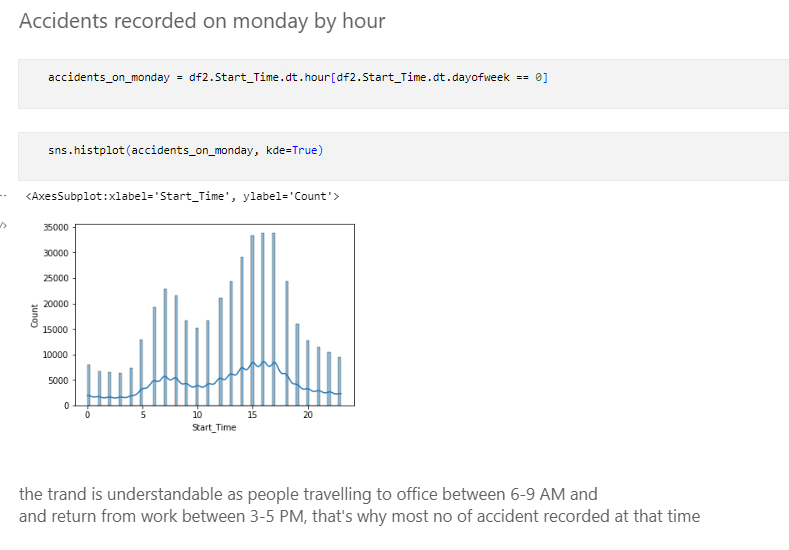 Accidents recorded on monday by hour
accidents_on_monday = df2.Start_Time.dt.hour[df2.Start_Time.dt.dayofweek == 0]
sns.histplot(accidents_on_monday, kde=True)
<AxesSubplot:xlabel='Start_Time', ylabel='Count'>
35000
30000
25000
20000
15000
10000
5000
0
Count
0 5 10 15 20
Start_Time
the trand is understandable as people travelling to office between 6-9 AM and
and return from work between 3-5 PM, that's why most no of accident recorded at that time